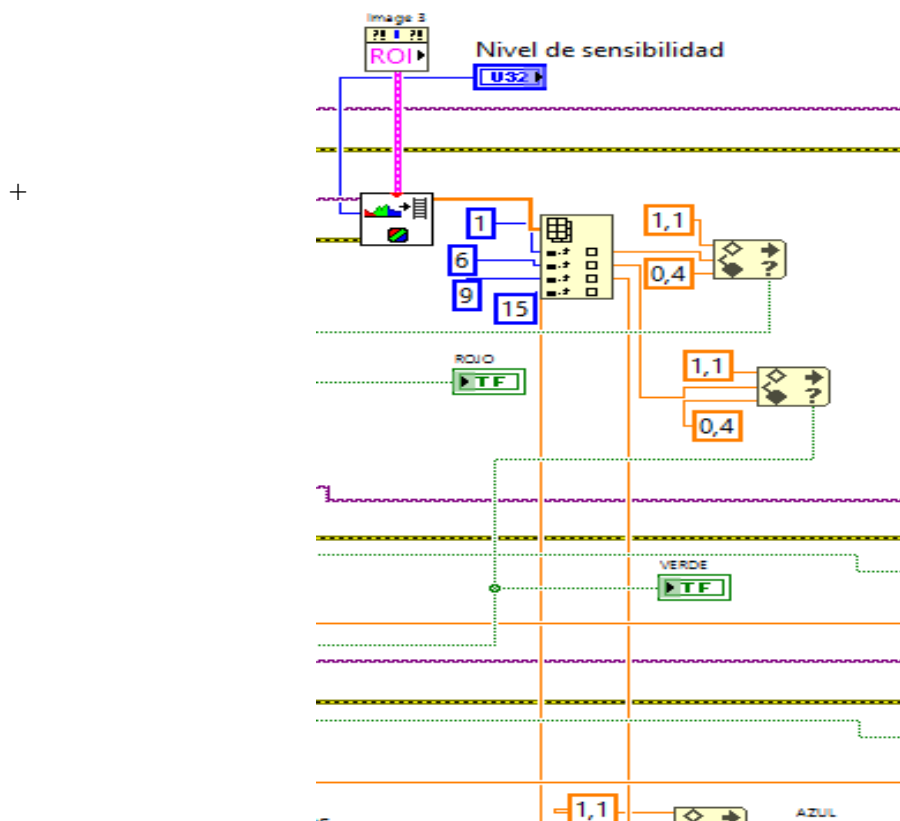 Image 3
?! ?!
ROI
Nivel de sensibilidad
U32
+
1
6
9
15
1,1
0,4
?
ROJO
TF
1,1
0,4
?
VERDE
TF
1,1
AZUL